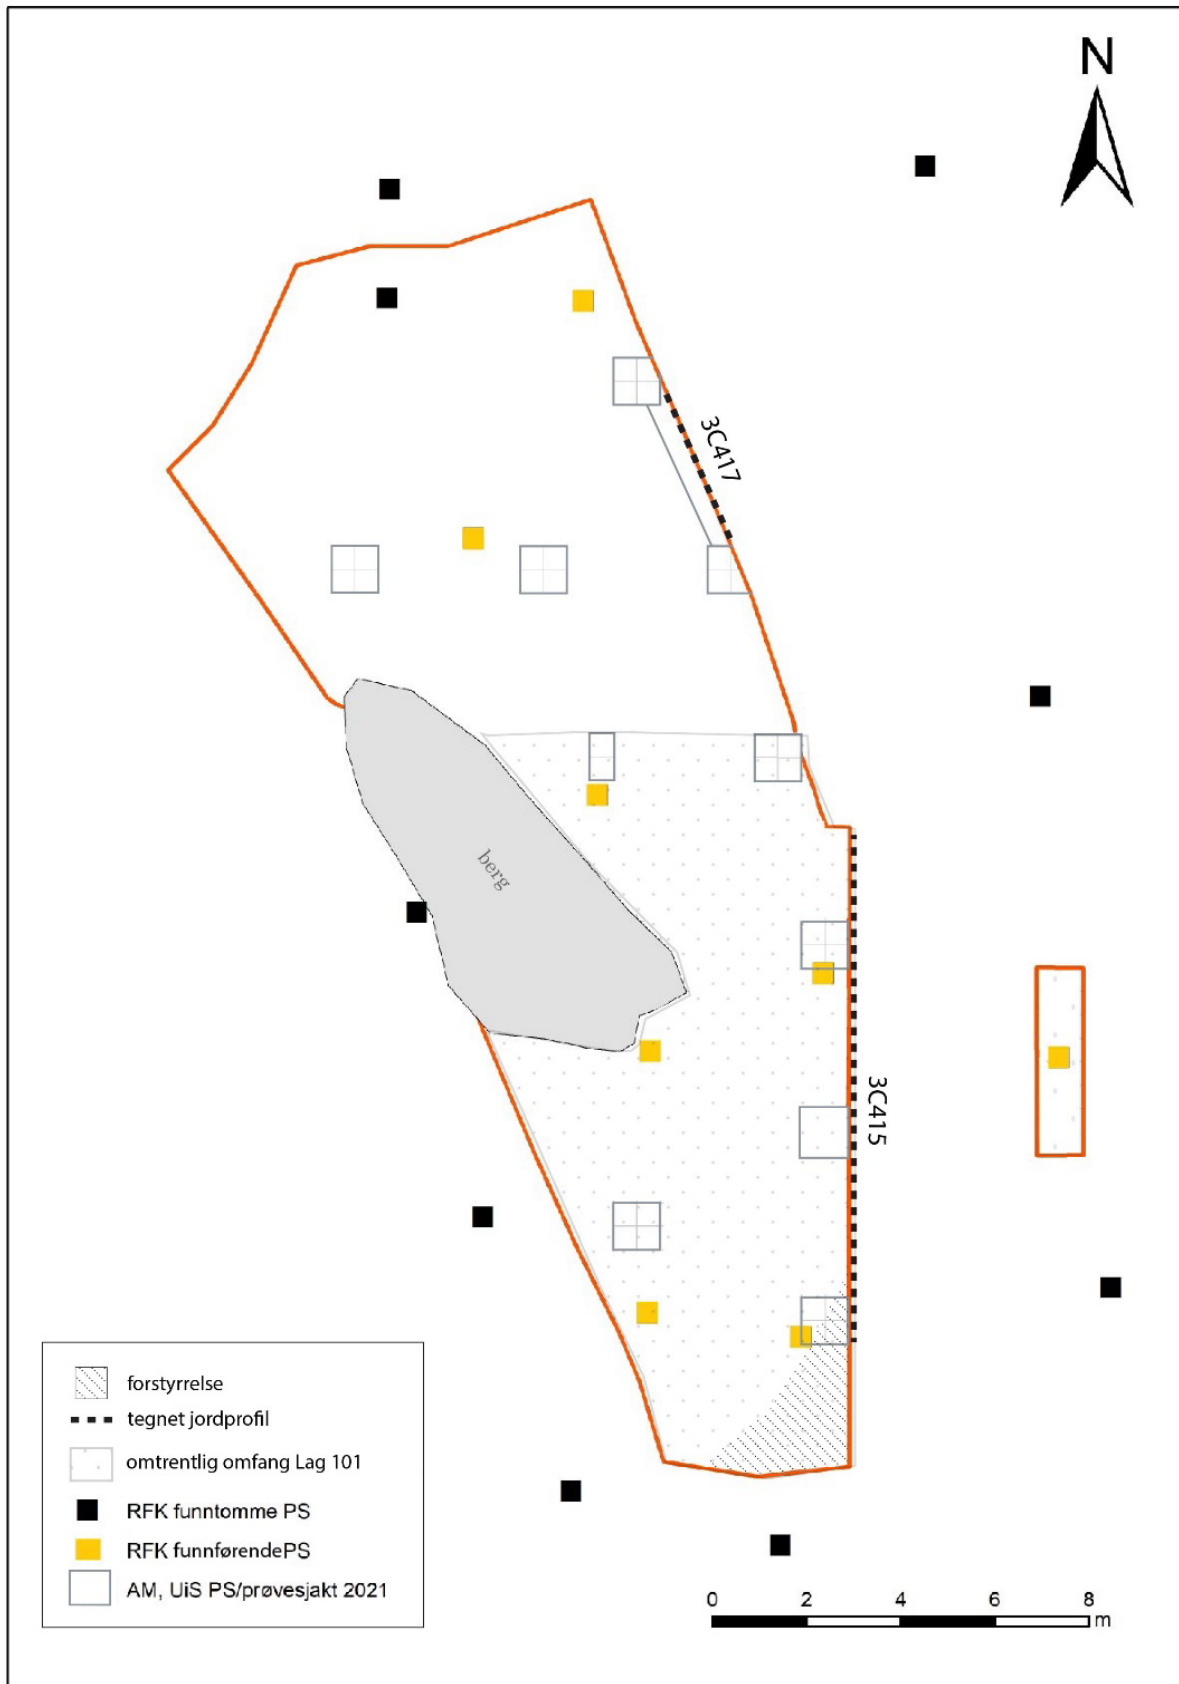 N
3C417
berg
3C415
forstyrrelse
tegnet jordprofil
omtrentlig omfang Lag 101
RFK funntomme PS
RFK funnførendePS
AM, UiS PS/prøvesjakt 2021
0 2 4 6 8
m